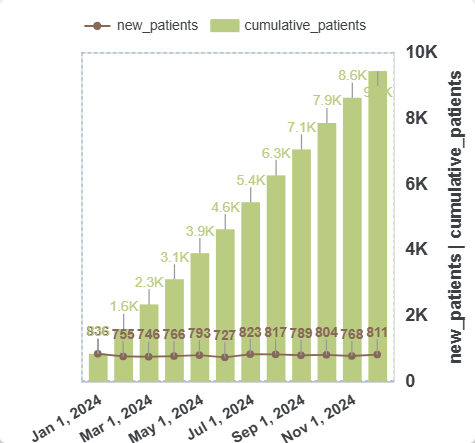 new_patients cumulative_patients
10K
8K
6K
4K
2K
0
new_patients | cumulative_patients
1.6K
2.3K
3.1K
3.9K
4.6K
5.4K
6.3K
7.1K
7.9K
8.6K
836 755 746 766 793 727 823 817 789 804 768 811
Jan 1, 2024 Mar 1, 2024 May 1, 2024 Jul 1, 2024 Sep 1, 2024 Nov 1, 2024